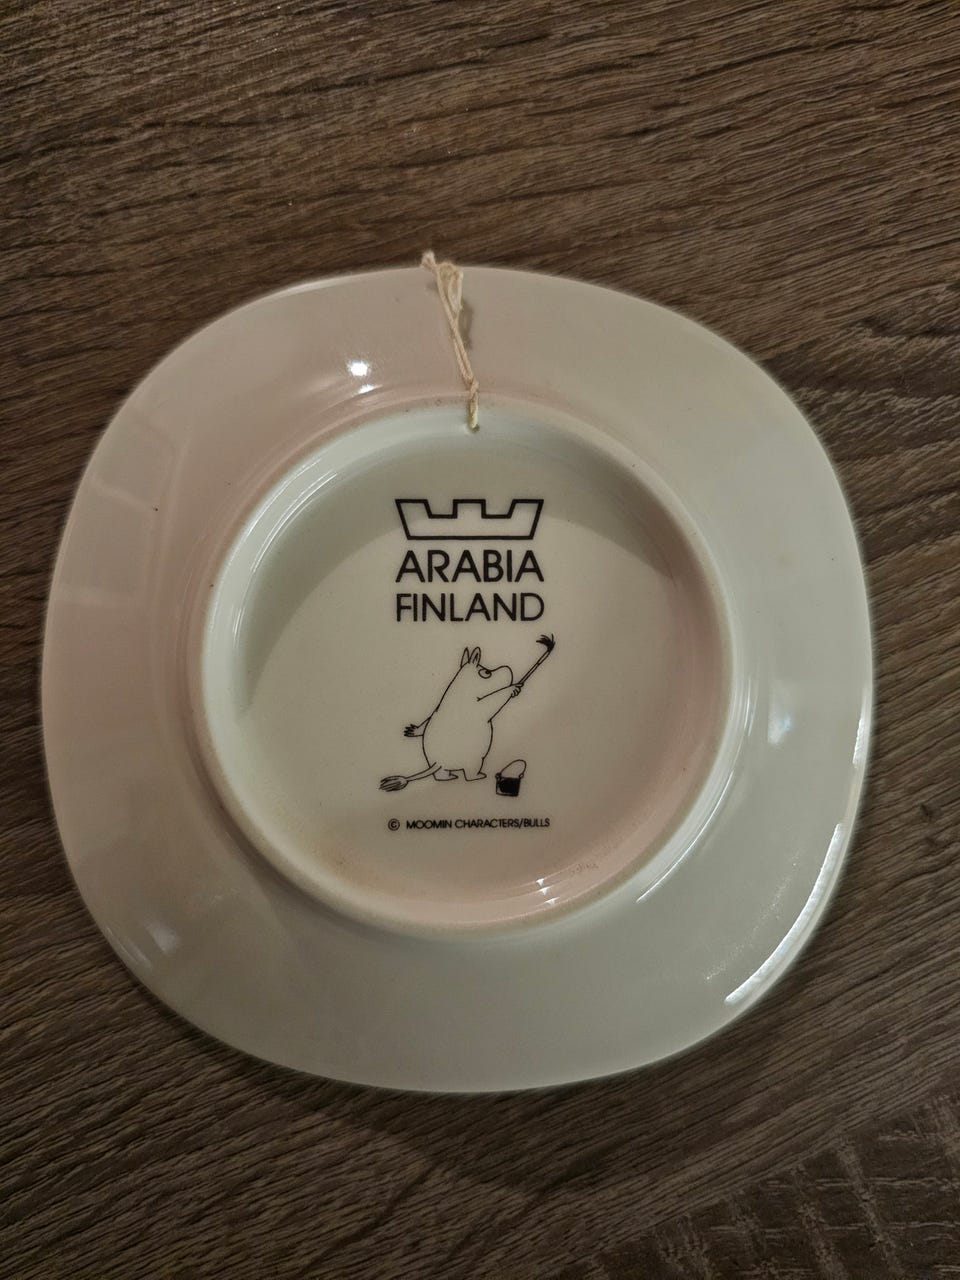 ARABIA
FINLAND
© MOOMIN CHARACTERS/BULLS